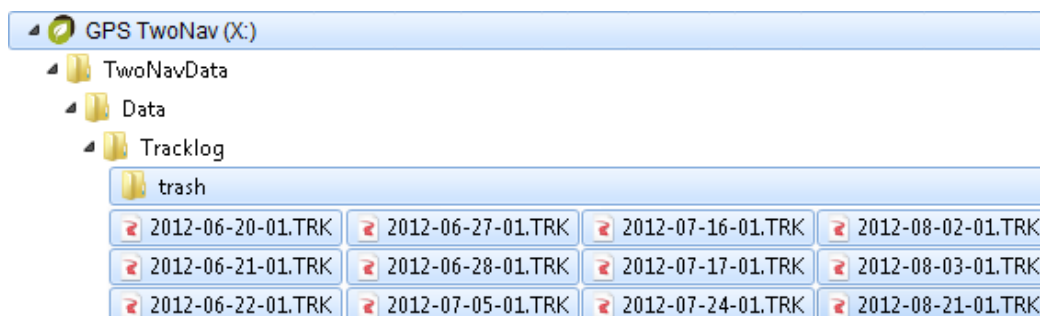 GPS TwoNav (X:)
TwoNavData
Data
Tracklog
trash
2012-06-20-01.TRK 2012-06-27-01.TRK 2012-07-16-01.TRK 2012-08-02-01.TRK
2012-06-21-01.TRK 2012-06-28-01.TRK 2012-07-17-01.TRK 2012-08-03-01.TRK
2012-06-22-01.TRK 2012-07-05-01.TRK 2012-07-24-01.TRK 2012-08-21-01.TRK